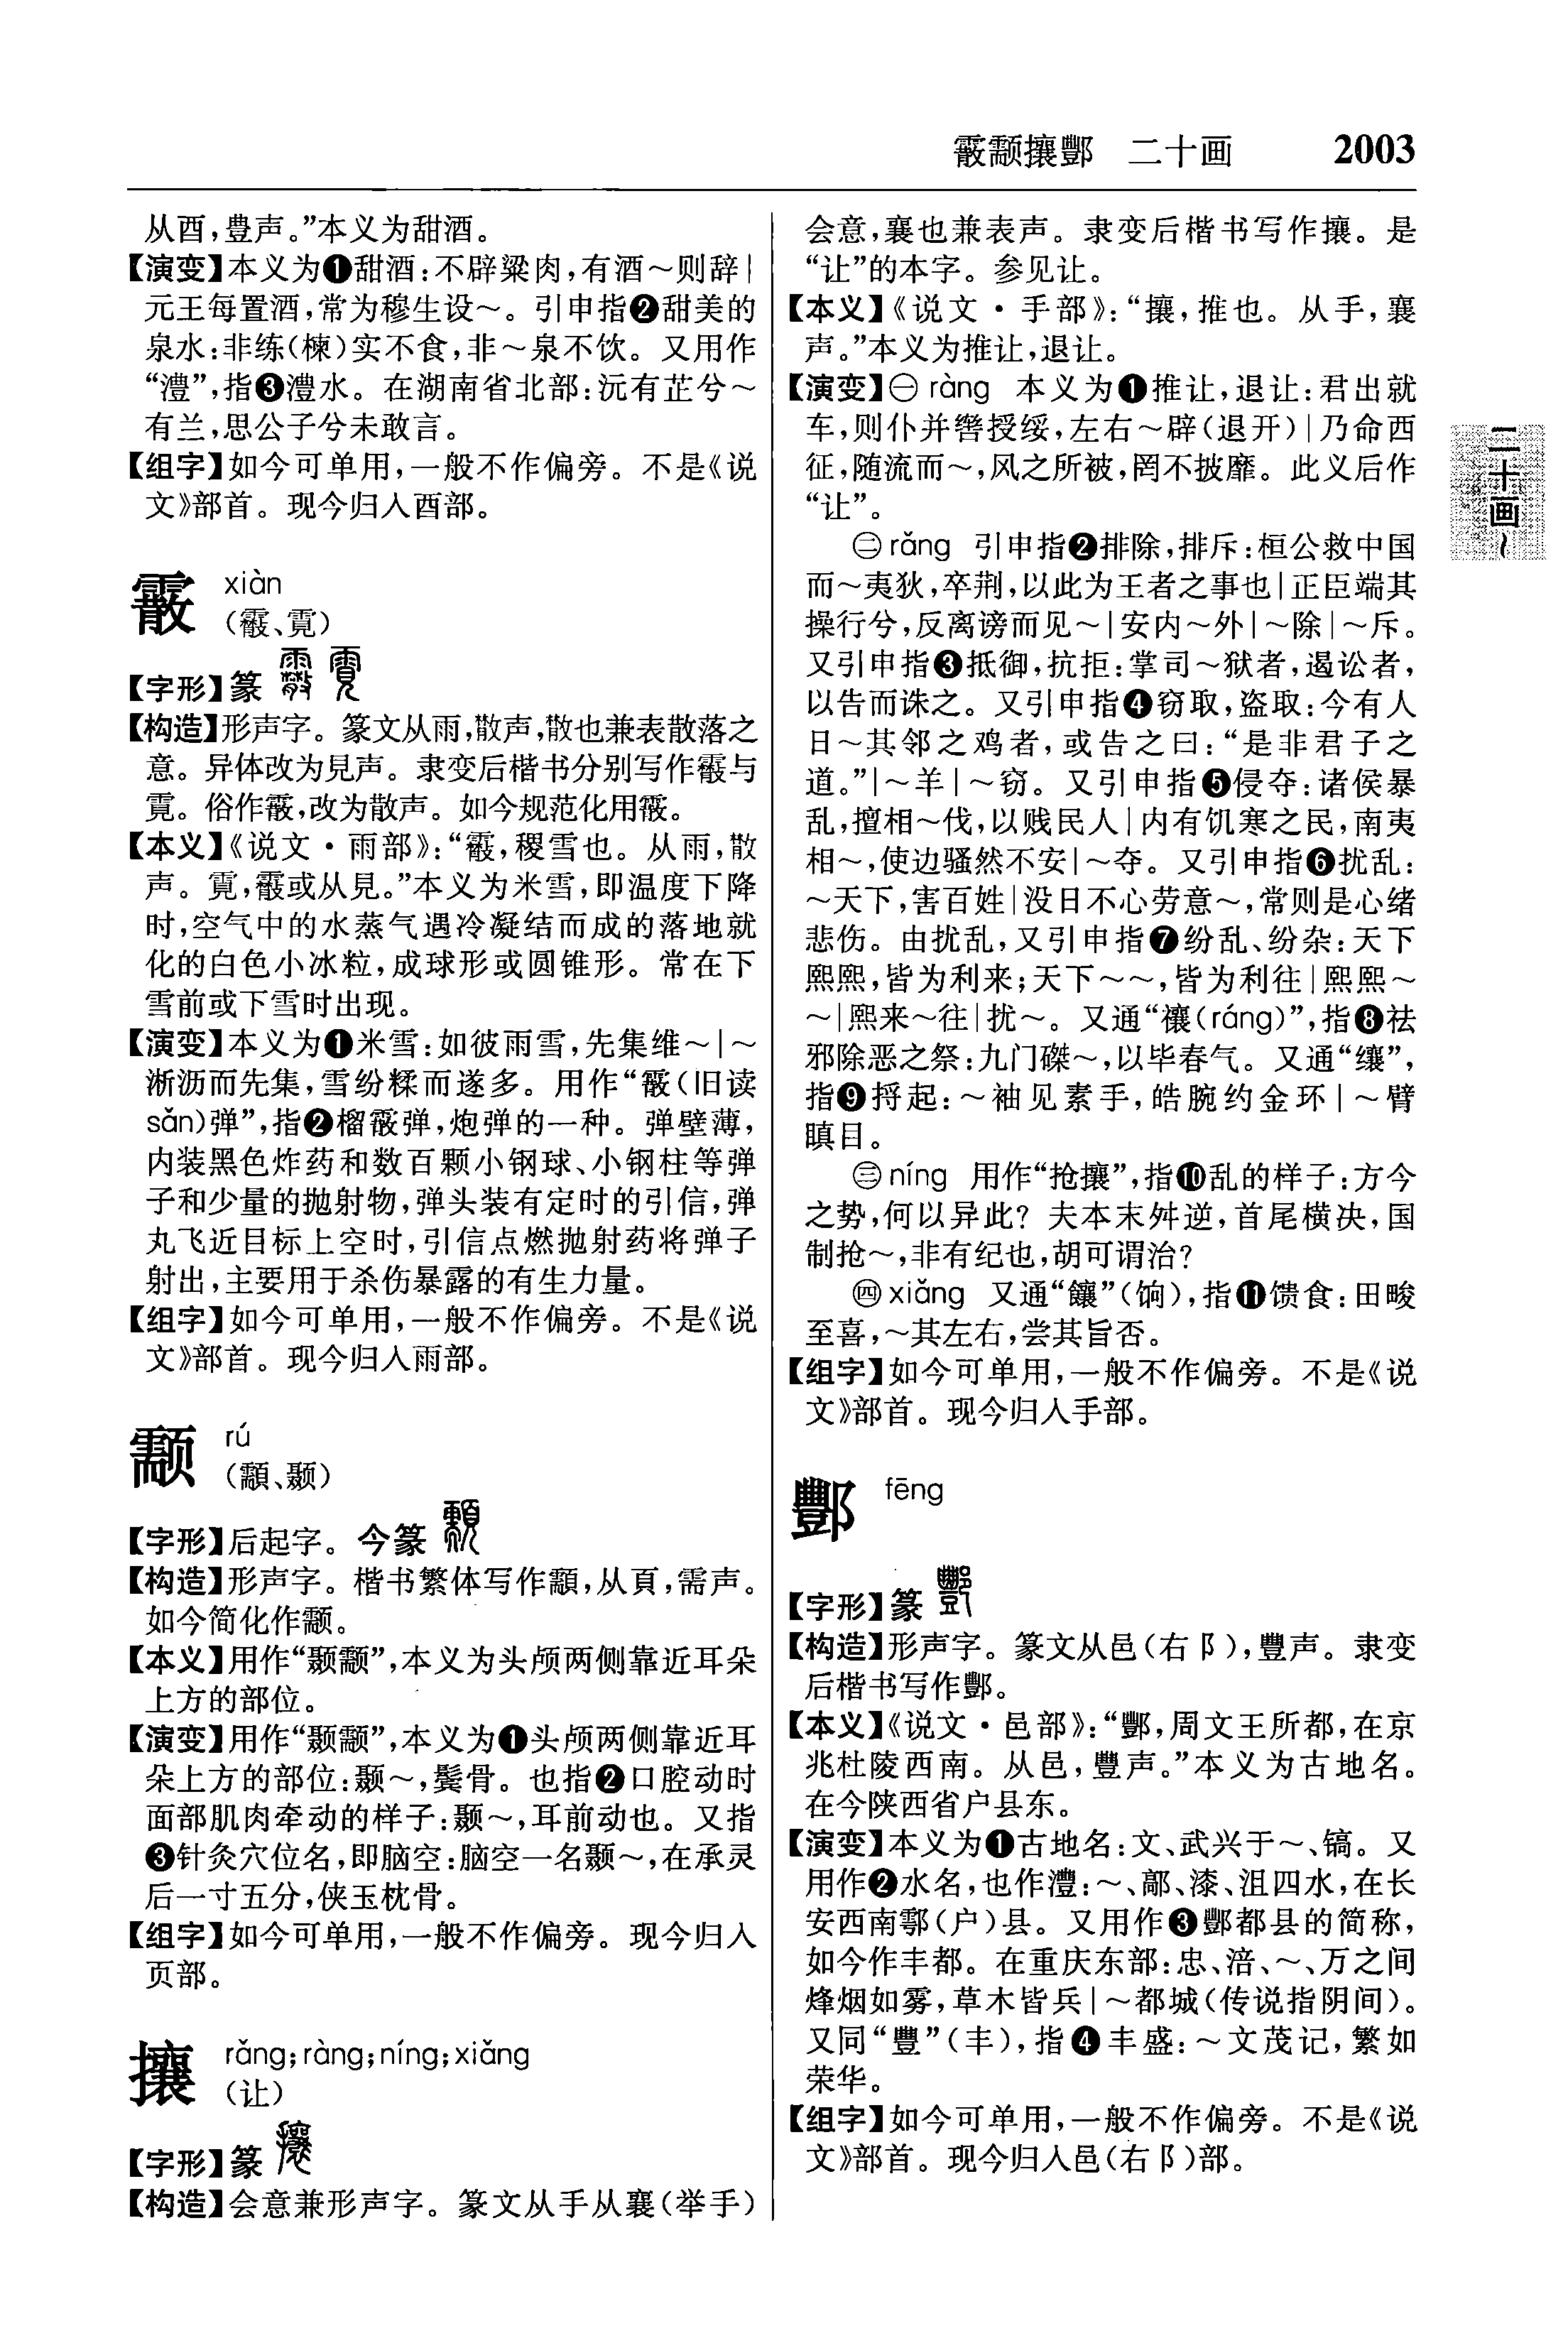 霰颥攘酆 二十画 2003
从酉，豊声。”本义为甜酒。
【演变】本义为❶甜酒：不辟粱肉，有酒～则辞|
元王每置酒，常为穆生设～。引申指❷甜美的
泉水：非练（楝）实不食，非～泉不饮。又用作
“澧”，指❸澧水。在湖南省北部：沅有芷兮～
有兰，思公子兮未敢言。
【组字】如今可单用，一般不作偏旁。不是《说
文》部首。现今归入酉部。
霰 xiàn
（霰、䨘）
【字形】篆
【构造】形声字。篆文从雨，㪔声，㪔也兼表散落之
意。异体改为見声。隶变后楷书分别写作霰与
䨘。俗作霰，改为散声。如今规范化用霰。
【本义】《说文·雨部》：“霰，稷雪也。从雨，㪔
声。䨘，霰或从見。”本义为米雪，即温度下降
时，空气中的水蒸气遇冷凝结而成的落地就
化的白色小冰粒，成球形或圆锥形。常在下
雪前或下雪时出现。
【演变】本义为❶米雪：如彼雨雪，先集维～|～
淅沥而先集，雪纷糅而遂多。用作“霰（旧读
sǎn）弹”，指❷榴霰弹，炮弹的一种。弹壁薄，
内装黑色炸药和数百颗小钢球、小钢柱等弹
子和少量的抛射物，弹头装有定时的引信，弹
丸飞近目标上空时，引信点燃抛射药将弹子
射出，主要用于杀伤暴露的有生力量。
【组字】如今可单用，一般不作偏旁。不是《说
文》部首。现今归入雨部。
颥 rú
（顬、颞）
【字形】后起字。今篆
【构造】形声字。楷书繁体写作顬，从頁，需声。
如今简化作颥。
【本义】用作“颞颥”，本义为头颅两侧靠近耳朵
上方的部位。
【演变】用作“颞颥”，本义为❶头颅两侧靠近耳
朵上方的部位：颞～，鬓骨。也指❷口腔动时
面部肌肉牵动的样子：颞～，耳前动也。又指
❸针灸穴位名，即脑空：脑空一名颞～，在承灵
后一寸五分，侠玉枕骨。
【组字】如今可单用，一般不作偏旁。现今归入
页部。
攘 rǎng；ràng；níng；xiǎng
（让）
【字形】篆
【构造】会意兼形声字。篆文从手从襄（举手）
会意，襄也兼表声。隶变后楷书写作攘。是
“让”的本字。参见让。
【本义】《说文·手部》：“攘，推也。从手，襄
声。”本义为推让，退让。
【演变】㊀ràng 本义为❶推让，退让：君出就
车，则仆并辔授绥，左右～辟（退开）|乃命西
征，随流而～，风之所被，罔不披靡。此义后作
“让”。
㊁rǎng 引申指❷排除，排斥：桓公救中国
而～夷狄，卒荆，以此为王者之事也|正臣端其
操行兮，反离谤而见～|安内～外|～除|～斥。
又引申指❸抵御，抗拒：掌司～狱者，遏讼者，
以告而诛之。又引申指❹窃取，盗取：今有人
日～其邻之鸡者，或告之曰：“是非君子之
道。”|～羊|～窃。又引申指❺侵夺：诸侯暴
乱，擅相～伐，以贱民人|内有饥寒之民，南夷
相～，使边骚然不安|～夺。又引申指❻扰乱：
～天下，害百姓|没日不心劳意～，常则是心绪
悲伤。由扰乱，又引申指❼纷乱、纷杂：天下
熙熙，皆为利来；天下～～，皆为利往|熙熙～
～|熙来～往|扰～。又通“禳（ráng）”，指❽祛
邪除恶之祭：九门磔～，以毕春气。又通“纕”，
指❾捋起：～袖见素手，皓腕约金环|～臂
瞋目。
㊂níng 用作“抢攘”，指❿乱的样子：方今
之势，何以异此？夫本末舛逆，首尾横决，国
制抢～，非有纪也，胡可谓治？
㊃xiǎng 又通“饟”（饷），指⓫馈食：田畯
至喜，～其左右，尝其旨否。
【组字】如今可单用，一般不作偏旁。不是《说
文》部首。现今归入手部。
酆 fēng
【字形】篆
【构造】形声字。篆文从邑（右阝），豐声。隶变
后楷书写作酆。
【本义】《说文·邑部》：“酆，周文王所都，在京
兆杜陵西南。从邑，豐声。”本义为古地名。
在今陕西省户县东。
【演变】本义为❶古地名：文、武兴于～、镐。又
用作❷水名，也作澧：～、鄗、漆、沮四水，在长
安西南鄠（户）县。又用作❸酆都县的简称，
如今作丰都。在重庆东部：忠、涪、～、万之间
烽烟如雾，草木皆兵|～都城（传说指阴间）。
又同“豐”（丰），指❹丰盛：～文茂记，繁如
荣华。
【组字】如今可单用，一般不作偏旁。不是《说
文》部首。现今归入邑（右阝）部。
二十画～